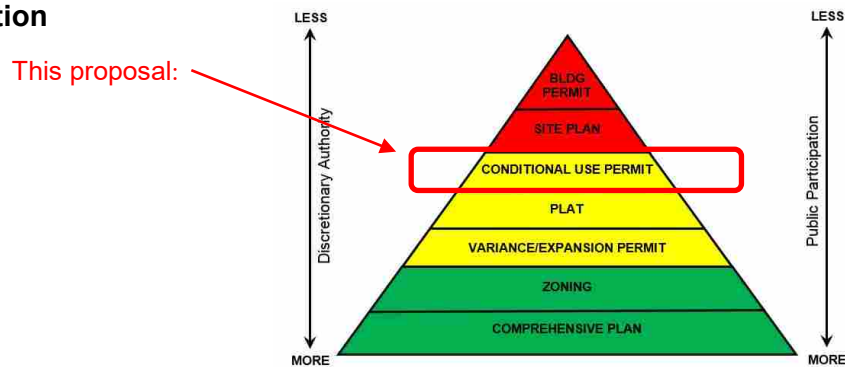 tion
LESS
LESS
This proposal:
BLDG
PERMIT
SITE PLAN
Discretionary Authority
Public Participation
CONDITIONAL USE PERMIT
PLAT
VARIANCE/EXPANSION PERMIT
ZONING
COMPREHENSIVE PLAN
MORE
MORE